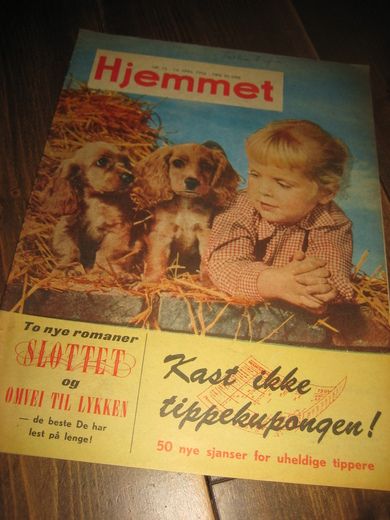 Hjemmet
To nye romaner
SLOTTET
og
OMVEI TIL LYKKEN
— de beste De har
lest på lenge!
Kast ikke
tippekupongen!
50 nye sjanser for uheldige tippere